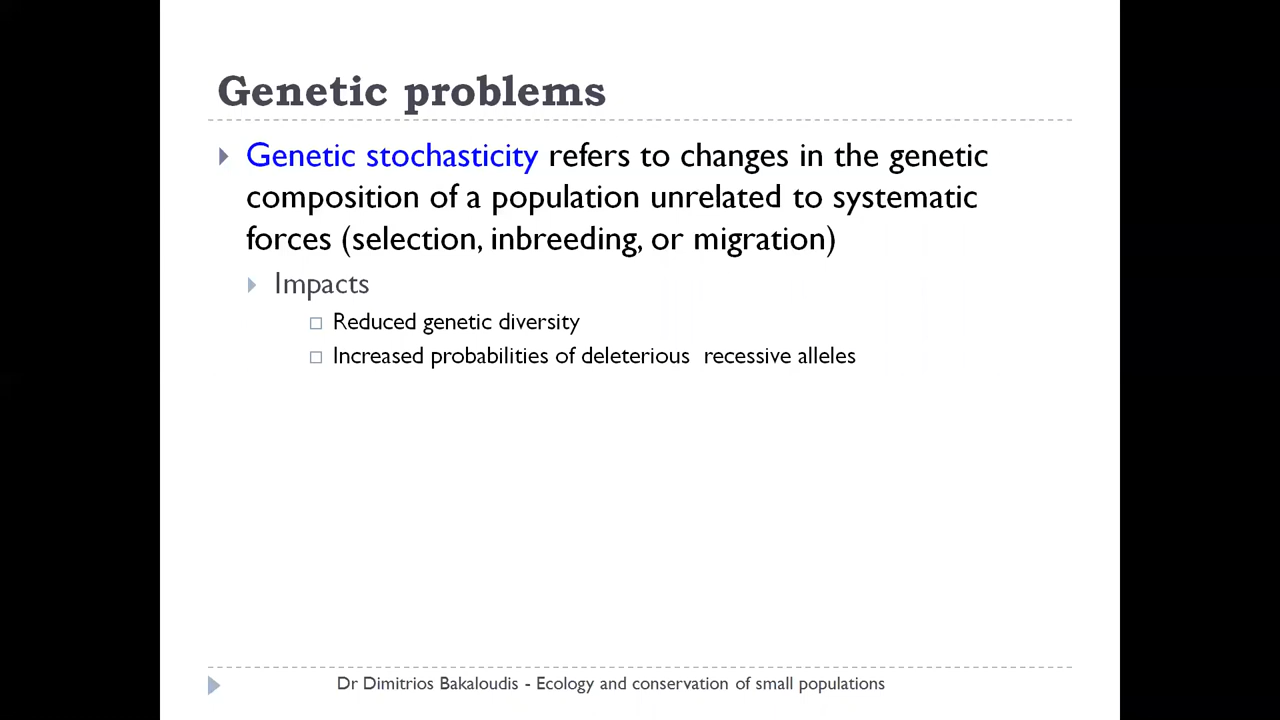 Genetic problems
Genetic stochasticity refers to changes in the genetic
composition of a population unrelated to systematic
forces (selection, inbreeding, or migration)
Impacts
Reduced genetic diversity
Increased probabilities of deleterious  recessive alleles
Dr Dimitrios Bakaloudis - Ecology and conservation of small populations